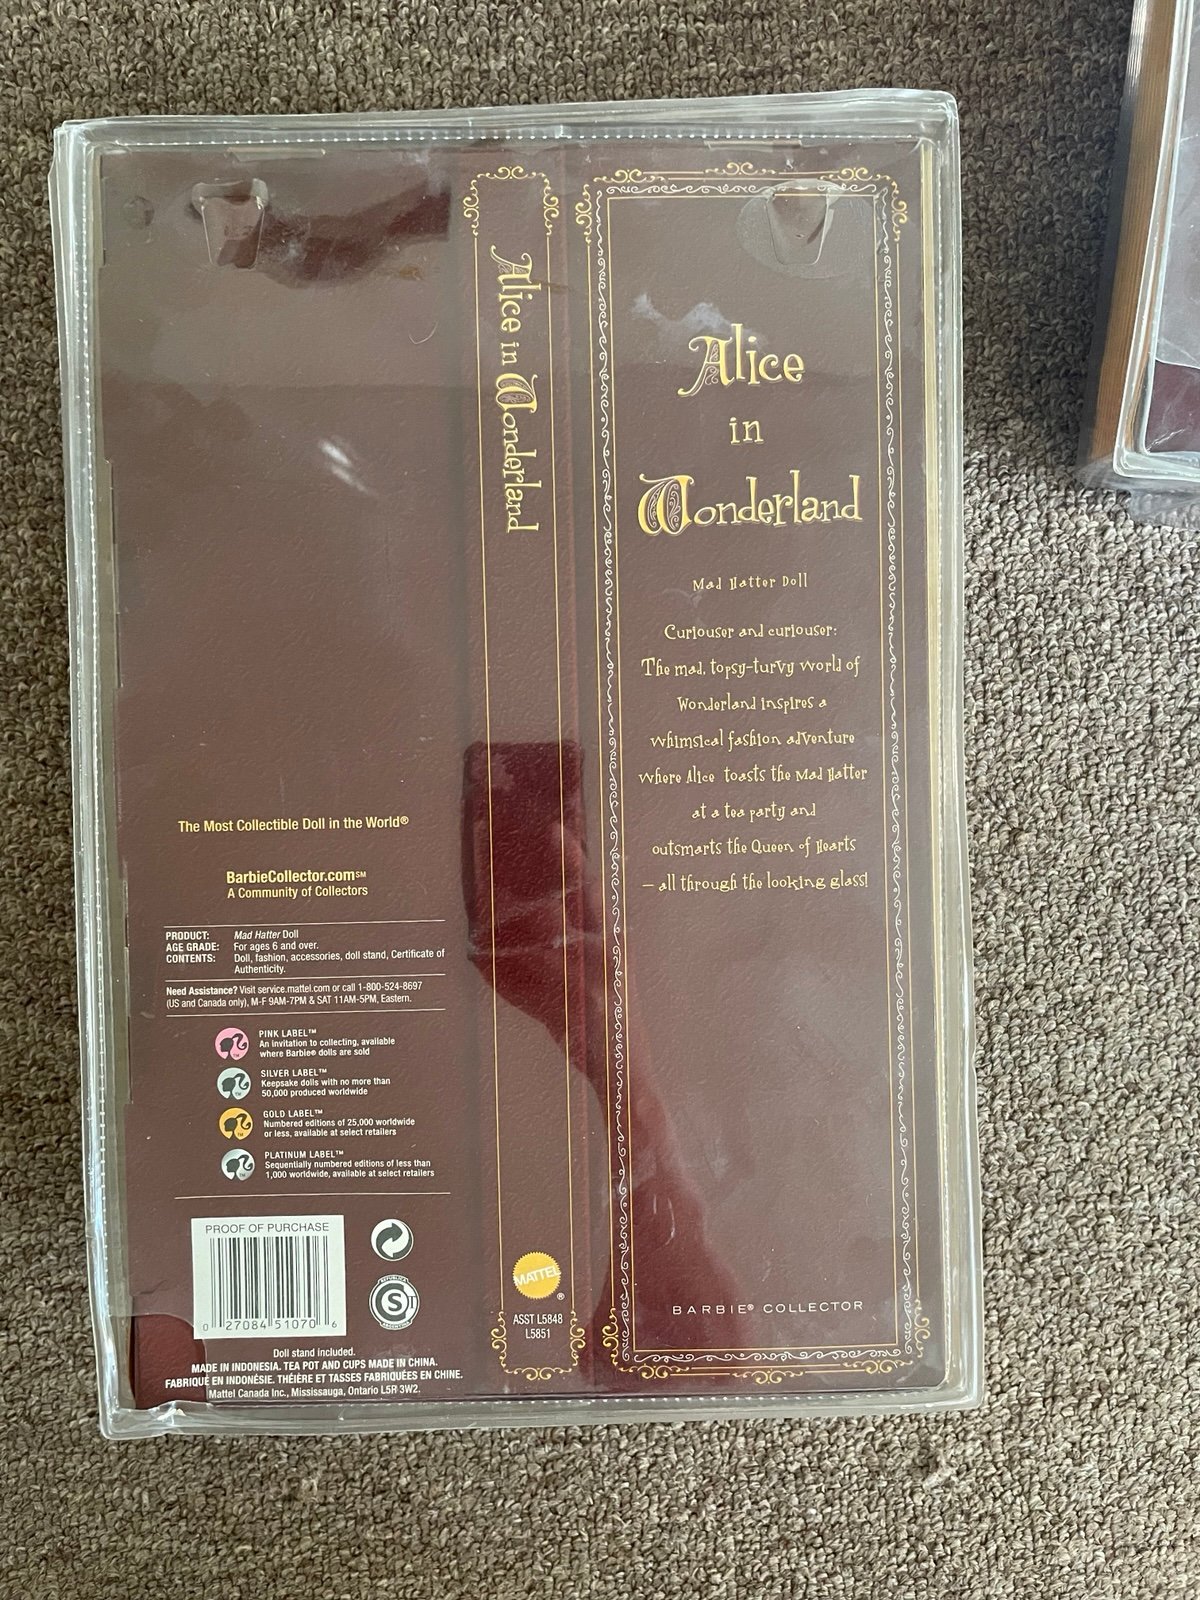 Alice in Wonderland
Alice
in
Wonderland
Mad Hatter Doll
Curiouser and curiouser:
The mad, topsy-turvy world of
Wonderland inspires a
whimsical fashion adventure
where Alice toasts the Mad Hatter
at a tea party and
outsmarts the Queen of Hearts
– all through the looking glass!
BARBIE® COLLECTOR
The Most Collectible Doll in the World®
BarbieCollector.com℠
A Community of Collectors
PRODUCT: Mad Hatter Doll
AGE GRADE: For ages 6 and over.
CONTENTS: Doll, fashion, accessories, doll stand, Certificate of
Authenticity.
Need Assistance? Visit service.mattel.com or call 1-800-524-8697
(US and Canada only), M-F 9AM-7PM & SAT 11AM-5PM, Eastern.
PINK LABEL™
An invitation to collecting, available
where Barbie® dolls are sold
SILVER LABEL™
Keepsake dolls with no more than
50,000 produced worldwide
GOLD LABEL™
Numbered editions of 25,000 worldwide
or less, available at select retailers
PLATINUM LABEL™
Sequentially numbered editions of less than
1,000 worldwide, available at select retailers
PROOF OF PURCHASE
0 27084 51070 6
S
Doll stand included.
MADE IN INDONESIA. TEA POT AND CUPS MADE IN CHINA.
FABRIQUÉ EN INDONÉSIE. THÉIÈRE ET TASSES FABRIQUÉES EN CHINE.
Mattel Canada Inc., Mississauga, Ontario L5R 3W2.
MATTEL®
ASST L5848
L5851